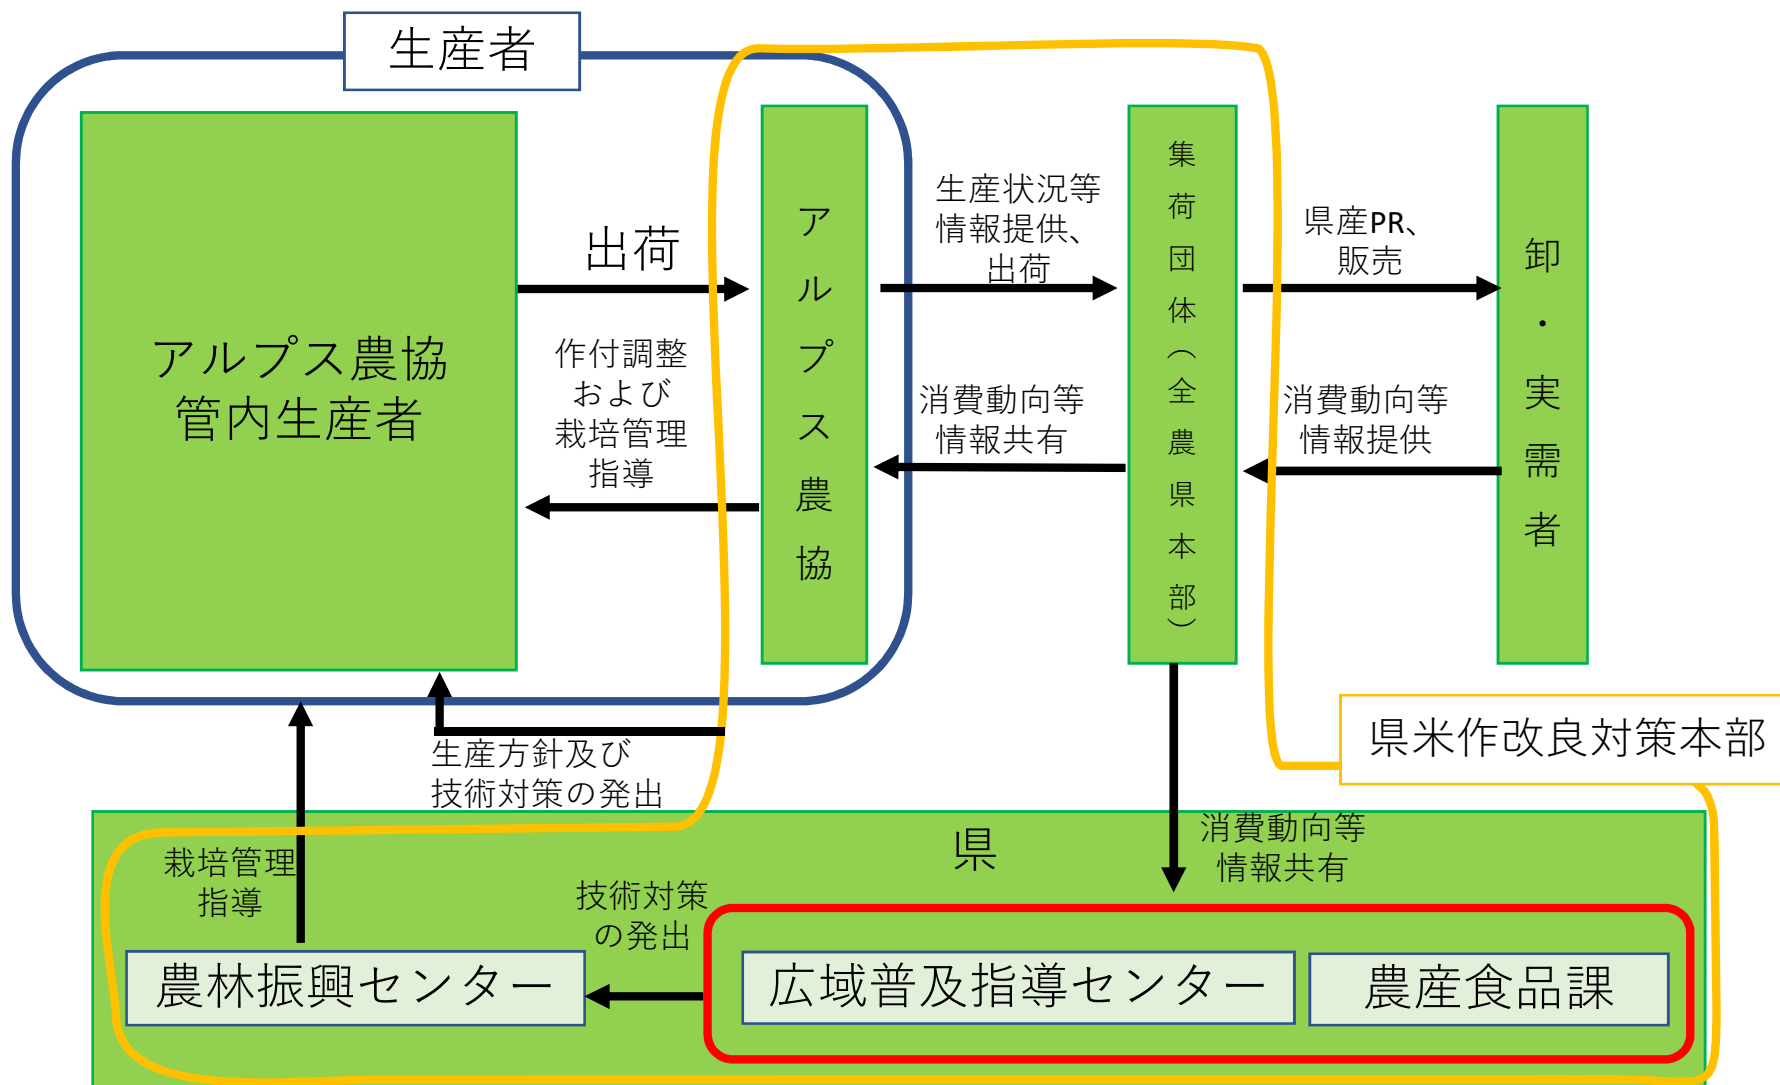 生産者
アルプス農協
管内生産者
出荷
作付調整
および
栽培管理
指導
アルプス農協
生産状況等
情報提供、
出荷
消費動向等
情報共有
集荷団体（全農県本部）
県産PR、
販売
消費動向等
情報提供
卸・実需者
県米作改良対策本部
生産方針及び
技術対策の発出
県
消費動向等
情報共有
栽培管理
指導
技術対策
の発出
農林振興センター
広域普及指導センター
農産食品課